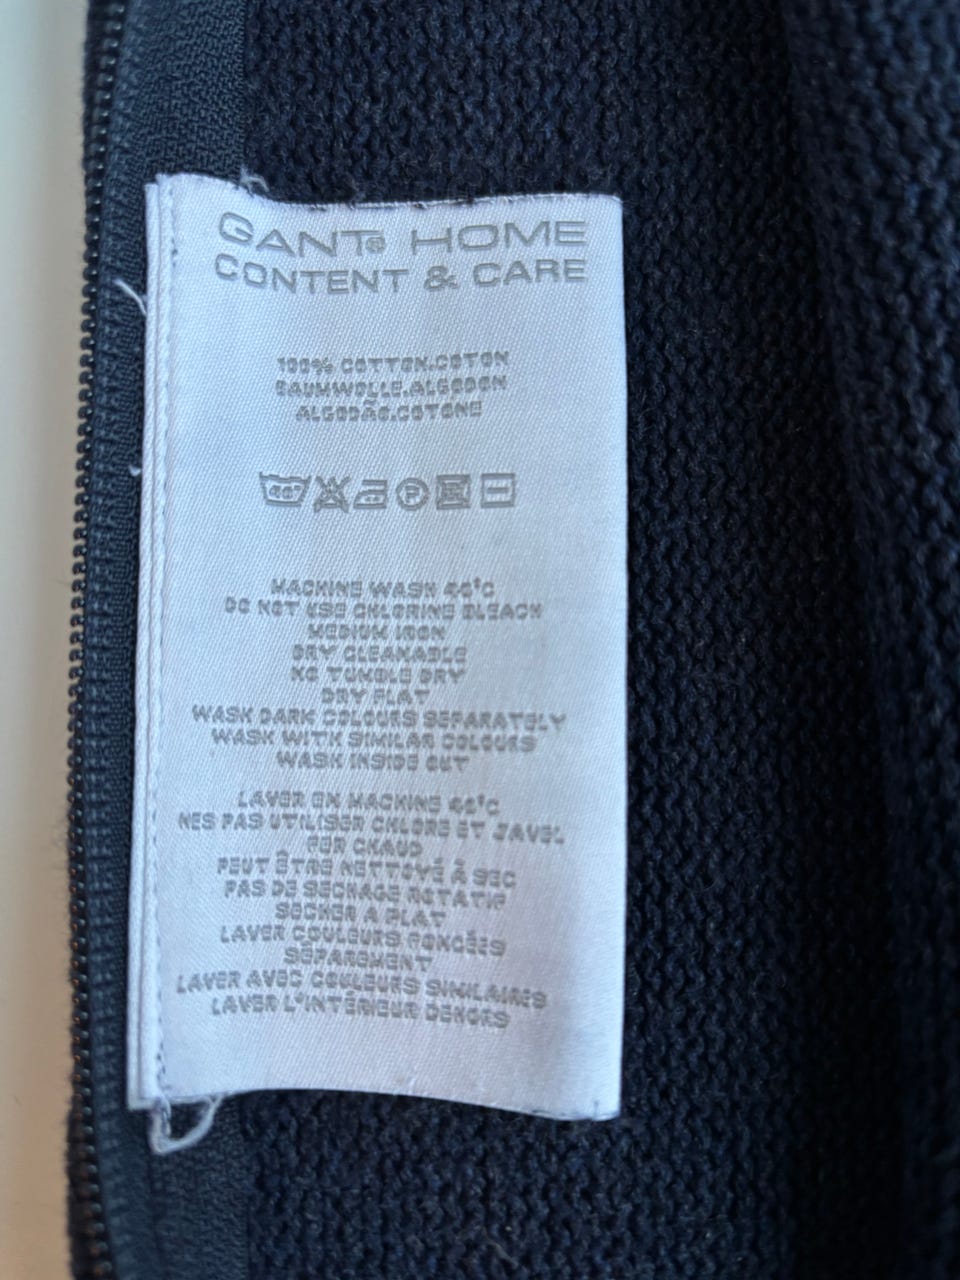 GANT® HOME
CONTENT & CARE
100% COTTON.COTON
BAUMWOLLE.ALGODON
ALGODÃO.COTONE
40° P
MACHINE WASH 40°C
DO NOT USE CHLORINE BLEACH
MEDIUM IRON
DRY CLEANABLE
NO TUMBLE DRY
DRY FLAT
WASH DARK COLOURS SEPARATELY
WASH WITH SIMILAR COLOURS
WASH INSIDE OUT
LAVER EN MACHINE 40°C
NES PAS UTILISER CHLORE ET JAVEL
FER CHAUD
PEUT ÊTRE NETTOYÉ À SEC
PAS DE SECHAGE ROTATIF
SECHER A PLAT
LAVER COULEURS FONCÉES
SÉPAREMENT
LAVER AVEC COULEURS SIMILAIRES
LAVER L'INTÉRIEUR DEHORS